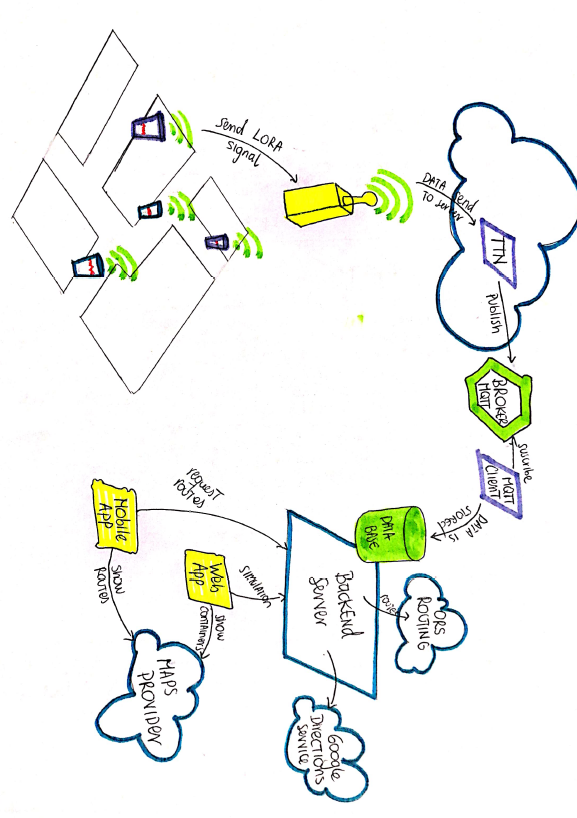 send LORA
signal
DATA send
TO server
TTN
PUBLISH
BROKER
MQTT
suscribe
MQTT
Client
DATA IS
STORED
DATA
BASE
request
routes
Mobile
App
Web
App
SIMULATION
show
routes
show
containers
BackEnd
server
routes
ORS
ROUTING
MAPS
PROVIDER
Google
Directions
Service